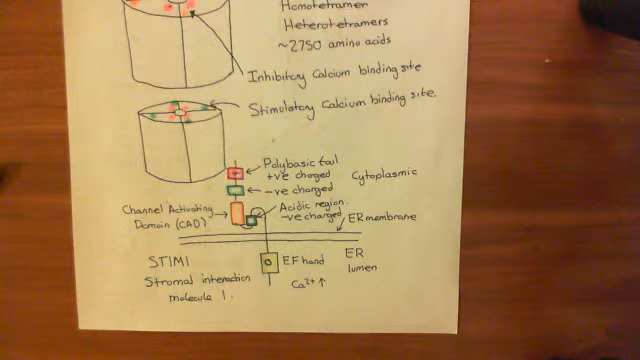 Homotetramer
Heterotetramers
~2750 amino acids
Inhibitory Calcium binding site
Stimulatory Calcium binding site.
Polybasic tail
+ve charged
Cytoplasmic
-ve charged
Channel Activating
Domain (CAD)
Acidic region.
-ve charged
ER membrane
STIM1
Stromal interaction
molecule 1.
EF hand
Ca2+ ↑
ER
lumen